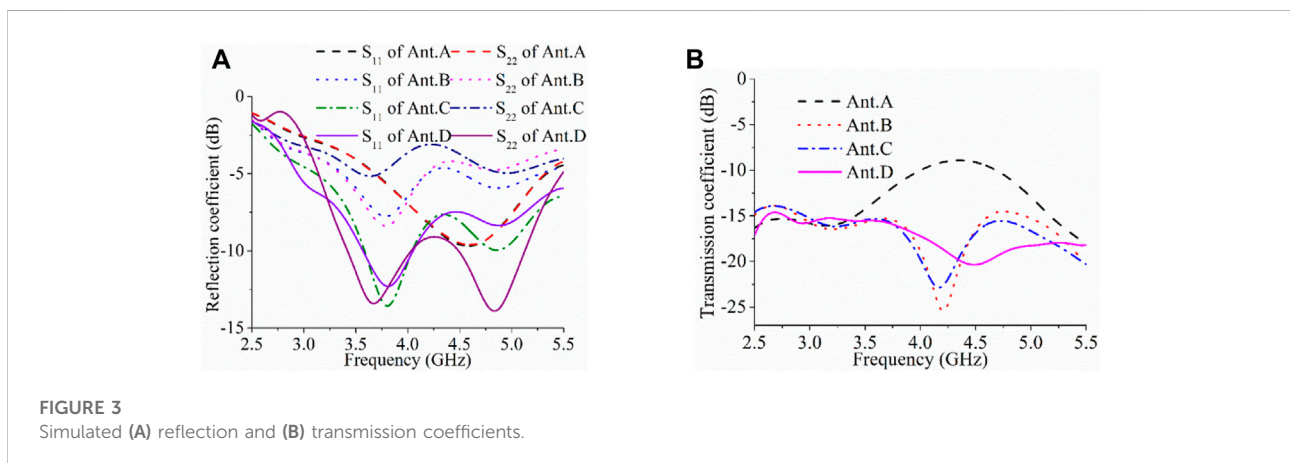 A
S11 of Ant.A S22 of Ant.A
S11 of Ant.B S22 of Ant.B
S11 of Ant.C S22 of Ant.C
S11 of Ant.D S22 of Ant.D
Reflection coefficient (dB)
0
-5
-10
-15
2.5 3.0 3.5 4.0 4.5 5.0 5.5
Frequency (GHz)
B
Transmission coefficient (dB)
0
-5
-10
-15
-20
-25
Ant.A
Ant.B
Ant.C
Ant.D
2.5 3.0 3.5 4.0 4.5 5.0 5.5
Frequency (GHz)
FIGURE 3
Simulated (A) reflection and (B) transmission coefficients.